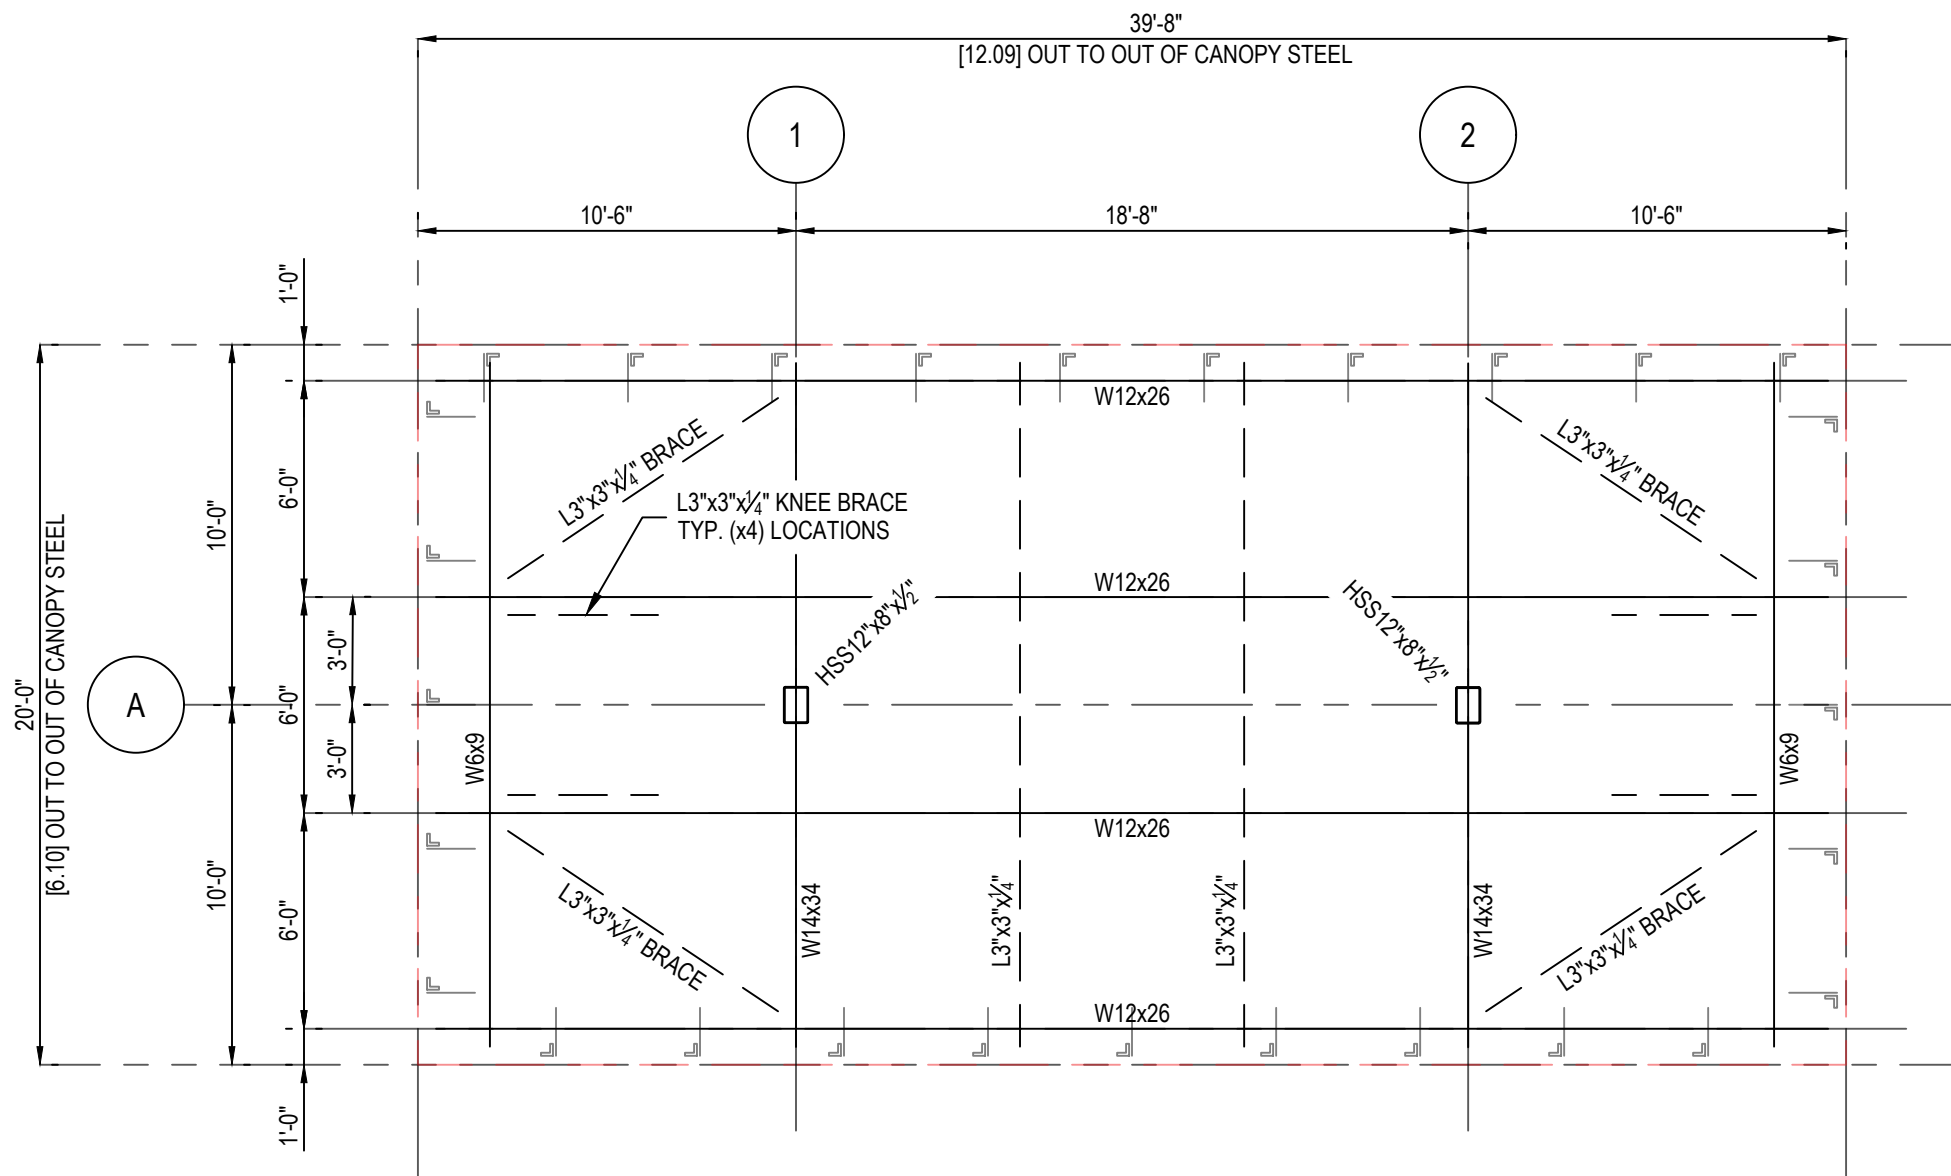 39'-8"
[12.09] OUT TO OUT OF CANOPY STEEL
1
2
10'-6"
18'-8"
10'-6"
1'-0"
W12x26
L3"x3"x1/4" BRACE
L3"x3"x1/4" BRACE
6'-0"
10'-0"
L3"x3"x1/4" KNEE BRACE
TYP. (x4) LOCATIONS
W12x26
HSS12"x8"x1/2"
HSS12"x8"x1/2"
3'-0"
20'-0"
[6.10] OUT TO OUT OF CANOPY STEEL
A
6'-0"
3'-0"
W6x9
W6x9
W12x26
10'-0"
6'-0"
L3"x3"x1/4" BRACE
W14x34
L3"x3"x1/4"
L3"x3"x1/4"
W14x34
L3"x3"x1/4" BRACE
W12x26
1'-0"